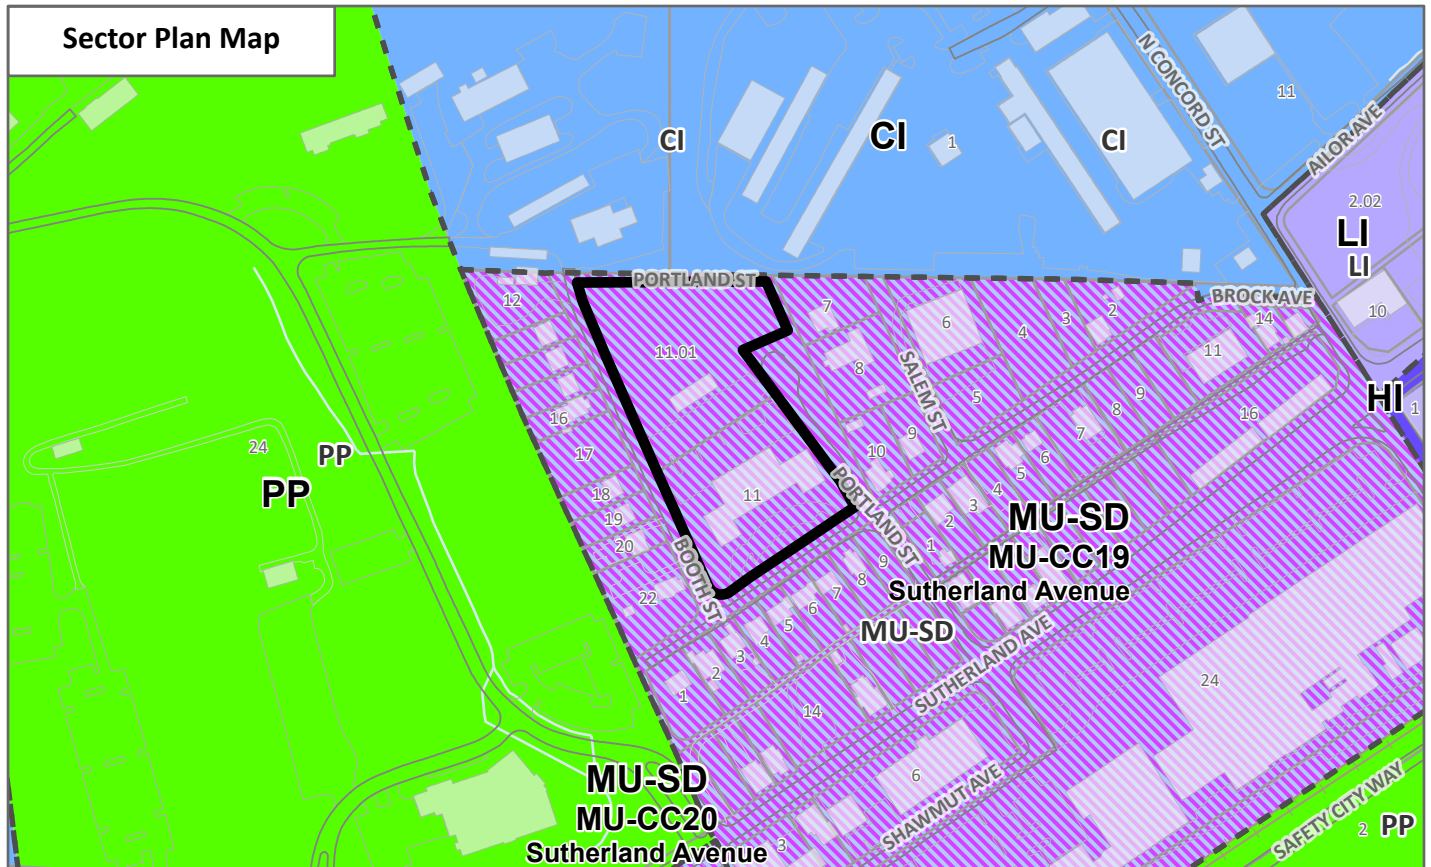 Sector Plan Map
N CONCORD ST
11
AILOR AVE
CI
CI
1
CI
2.02
LI
LI
10
PORTLAND ST
BROCK AVE
12
7
6
4
3
2
14
11
11.01
8
SALEM ST
5
9
8
16
HI
1
16
17
10
9
7
6
5
4
3
2
1
24
PP
PP
18
19
20
11
PORTLAND ST
MU-SD
MU-CC19
Sutherland Avenue
BOOTH ST
22
9
8
7
6
5
4
3
2
1
MU-SD
SUTHERLAND AVE
14
24
6
SHAWMUT AVE
3
MU-SD
MU-CC20
Sutherland Avenue
SAFETY CITY WAY
2
PP